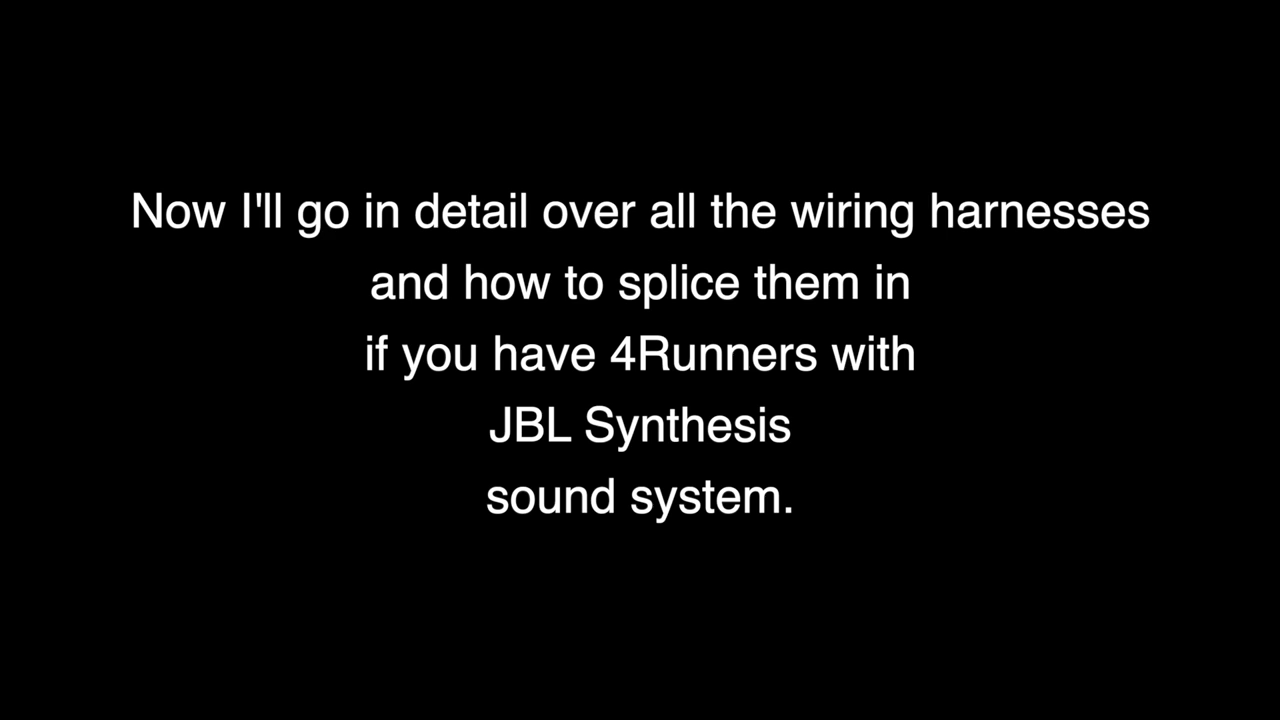 Now I'll go in detail over all the wiring harnesses
and how to splice them in
if you have 4Runners with
JBL Synthesis
sound system.